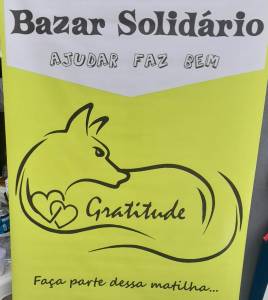 Bazar Solidário
AJUDAR FAZ BEM
Gratitude
Faça parte dessa matilha...